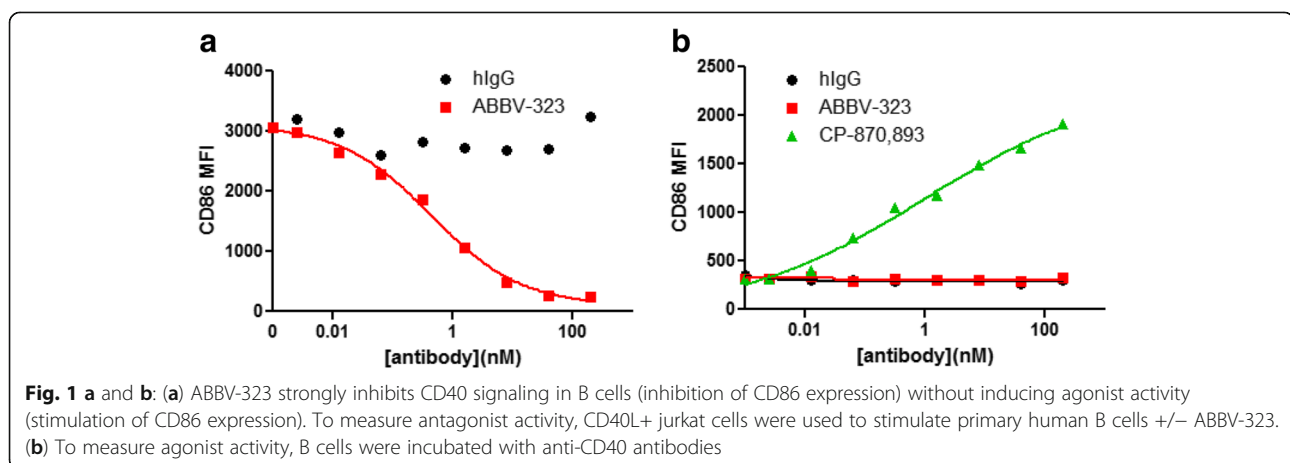 a
b
4000
3000
2000
1000
0
CD86 MFI
hIgG
ABBV-323
0
0.01
1
100
[antibody](nM)
2500
2000
1500
1000
500
0
CD86 MFI
hIgG
ABBV-323
CP-870,893
0.01
1
100
[antibody](nM)
Fig. 1 a and b: (a) ABBV-323 strongly inhibits CD40 signaling in B cells (inhibition of CD86 expression) without inducing agonist activity
(stimulation of CD86 expression). To measure antagonist activity, CD40L+ jurkat cells were used to stimulate primary human B cells +/− ABBV-323.
(b) To measure agonist activity, B cells were incubated with anti-CD40 antibodies